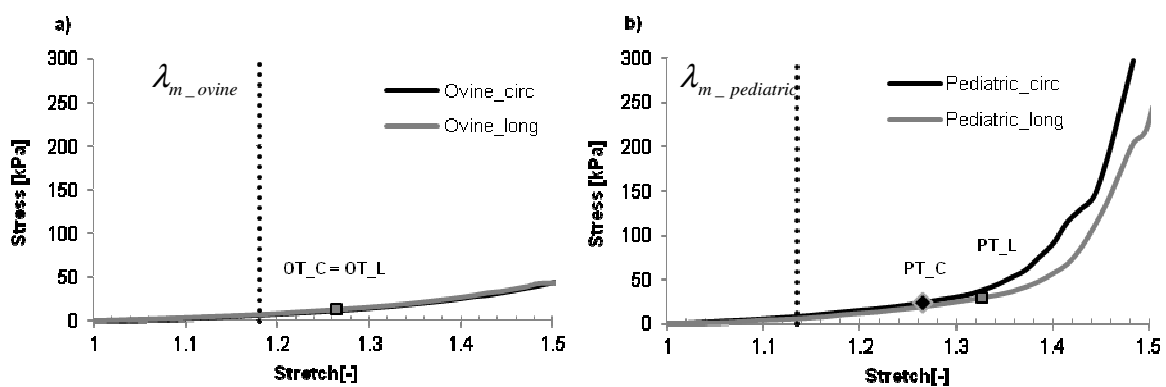 a)
300
250
200
150
100
50
0
Stress [kPa]
λm_ovine
Ovine_circ
Ovine_long
OT_C = OT_L
1 1.1 1.2 1.3 1.4 1.5
Stretch[-]
b)
300
250
200
150
100
50
0
Stress [kPa]
λm_pediatric
Pediatric_circ
Pediatric_long
PT_L
PT_C
1 1.1 1.2 1.3 1.4 1.5
Stretch[-]